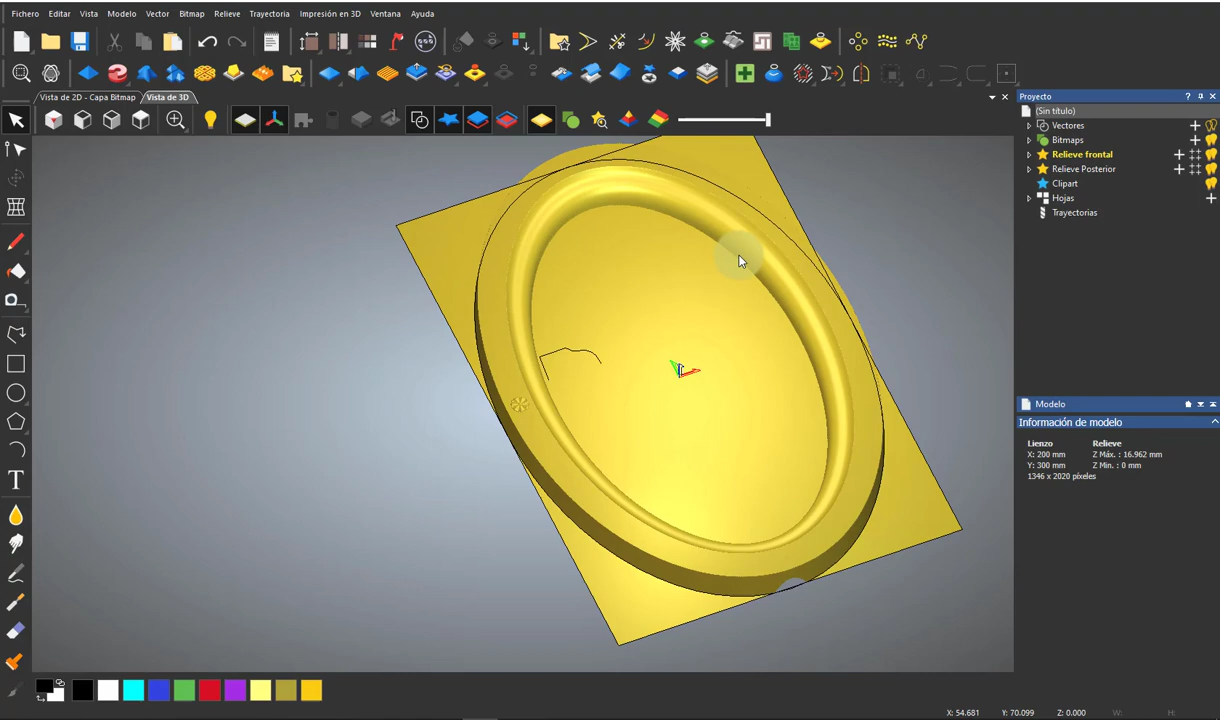 Fichero Editar Vista Modelo Vector Bitmap Relieve Trayectoria Impresión en 3D Ventana Ayuda
Vista de 2D - Capa Bitmap Vista de 3D
Proyecto
(Sin título)
Vectores
Bitmaps
Relieve frontal
Relieve Posterior
Clipart
Hojas
Trayectorias
Modelo
Información de modelo
Lienzo Relieve
X: 200 mm Z Máx. : 16.962 mm
Y: 300 mm Z Min. : 0 mm
1346 x 2020 píxeles
T
X: 54.681 Y: 70.099 Z: 0.000 W: H: